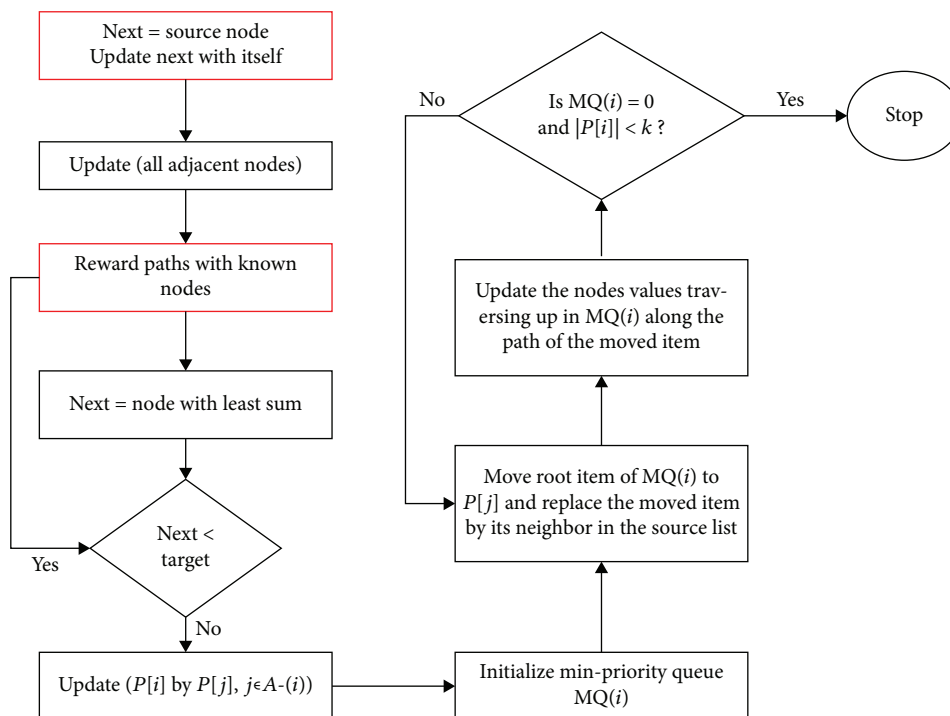 Next = source node
Update next with itself
Update (all adjacent nodes)
Reward paths with known
nodes
Next = node with least sum
Next <
target
Yes
No
Update (P[i] by P[j], jϵA-(i))
Initialize min-priority queue
MQ(i)
Move root item of MQ(i) to
P[j] and replace the moved item
by its neighbor in the source list
Update the nodes values trav-
ersing up in MQ(i) along the
path of the moved item
Is MQ(i) = 0
and |P[i]| < k ?
No
Yes
Stop